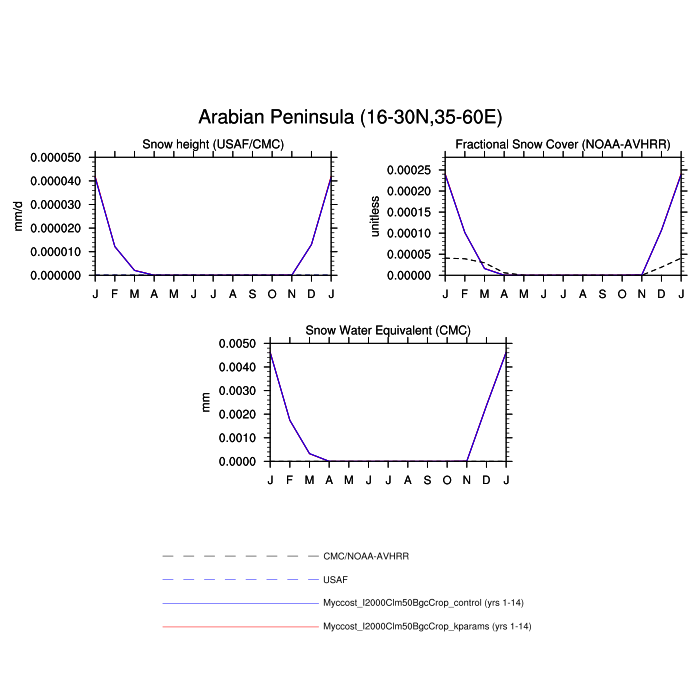 Arabian Peninsula (16-30N,35-60E)
Snow height (USAF/CMC)
0.000050
0.000040
0.000030
0.000020
0.000010
0.000000
mm/d
J F M A M J J A S O N D J
Fractional Snow Cover (NOAA-AVHRR)
0.00025
0.00020
0.00015
0.00010
0.00005
0.00000
unitless
J F M A M J J A S O N D J
Snow Water Equivalent (CMC)
0.0050
0.0040
0.0030
0.0020
0.0010
0.0000
mm
J F M A M J J A S O N D J
CMC/NOAA-AVHRR
USAF
Myccost_I2000Clm50BgcCrop_control (yrs 1-14)
Myccost_I2000Clm50BgcCrop_kparams (yrs 1-14)